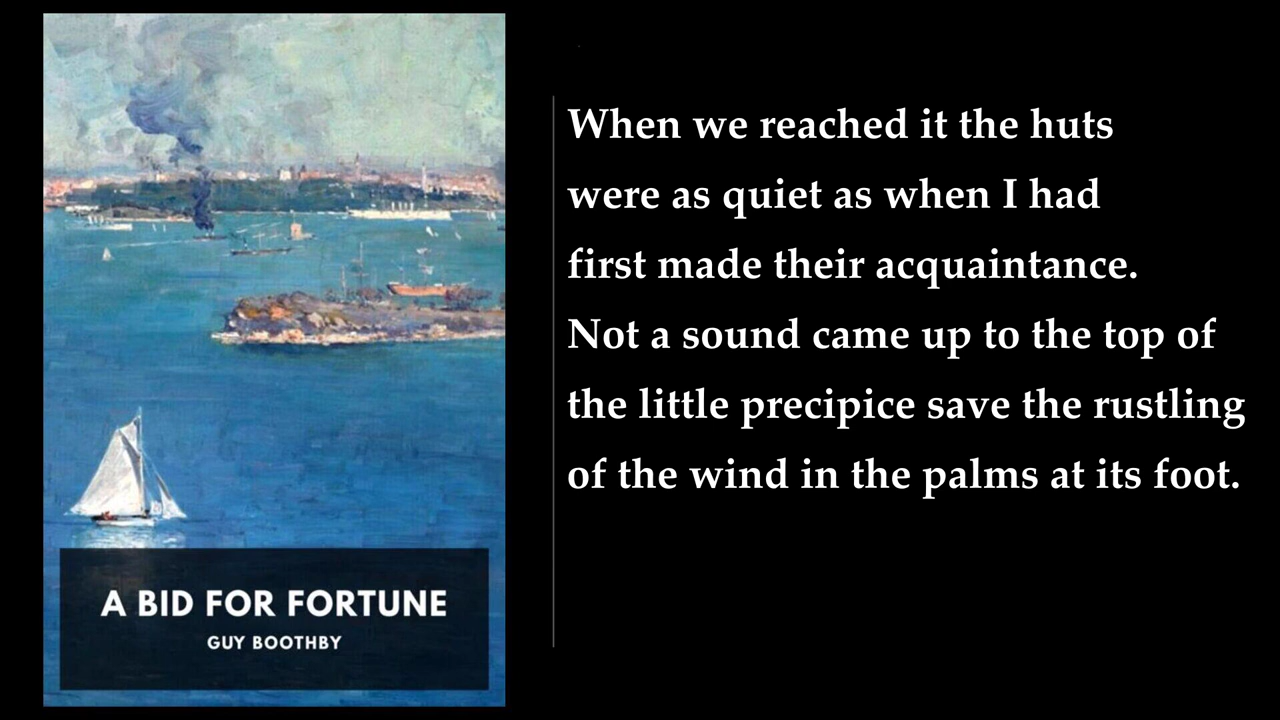 A BID FOR FORTUNE
GUY BOOTHBY
When we reached it the huts
were as quiet as when I had
first made their acquaintance.
Not a sound came up to the top of
the little precipice save the rustling
of the wind in the palms at its foot.